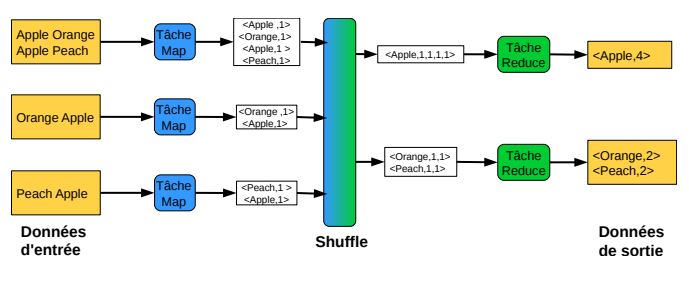 Apple Orange
Apple Peach
Tâche
Map
<Apple ,1>
<Orange,1>
<Apple,1 >
<Peach,1>
<Apple,1,1,1,1>
Tâche
Reduce
<Apple,4>
Orange Apple
Tâche
Map
<Orange ,1>
<Apple,1>
Peach Apple
Tâche
Map
<Peach,1 >
<Apple,1>
<Orange,1,1>
<Peach,1,1>
Tâche
Reduce
<Orange,2>
<Peach,2>
Données
d'entrée
Shuffle
Données
de sortie